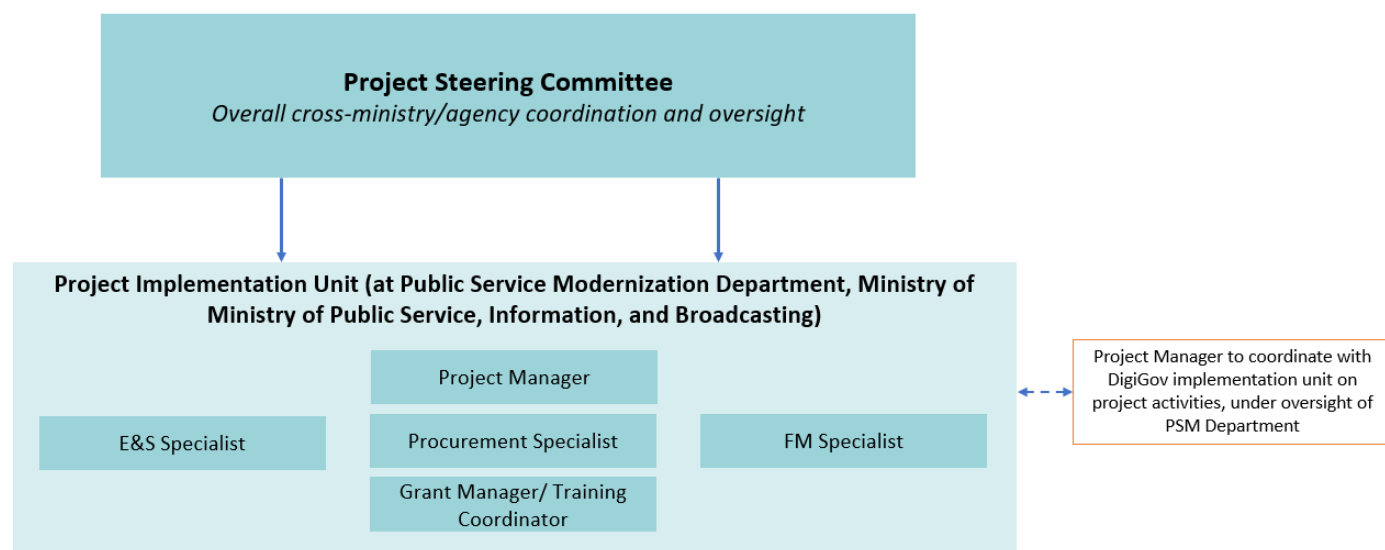 Project Steering Committee
Overall cross-ministry/agency coordination and oversight
Project Implementation Unit (at Public Service Modernization Department, Ministry of
Ministry of Public Service, Information, and Broadcasting)
Project Manager
E&S Specialist
Procurement Specialist
FM Specialist
Grant Manager/ Training
Coordinator
Project Manager to coordinate with
DigiGov implementation unit on
project activities, under oversight of
PSM Department